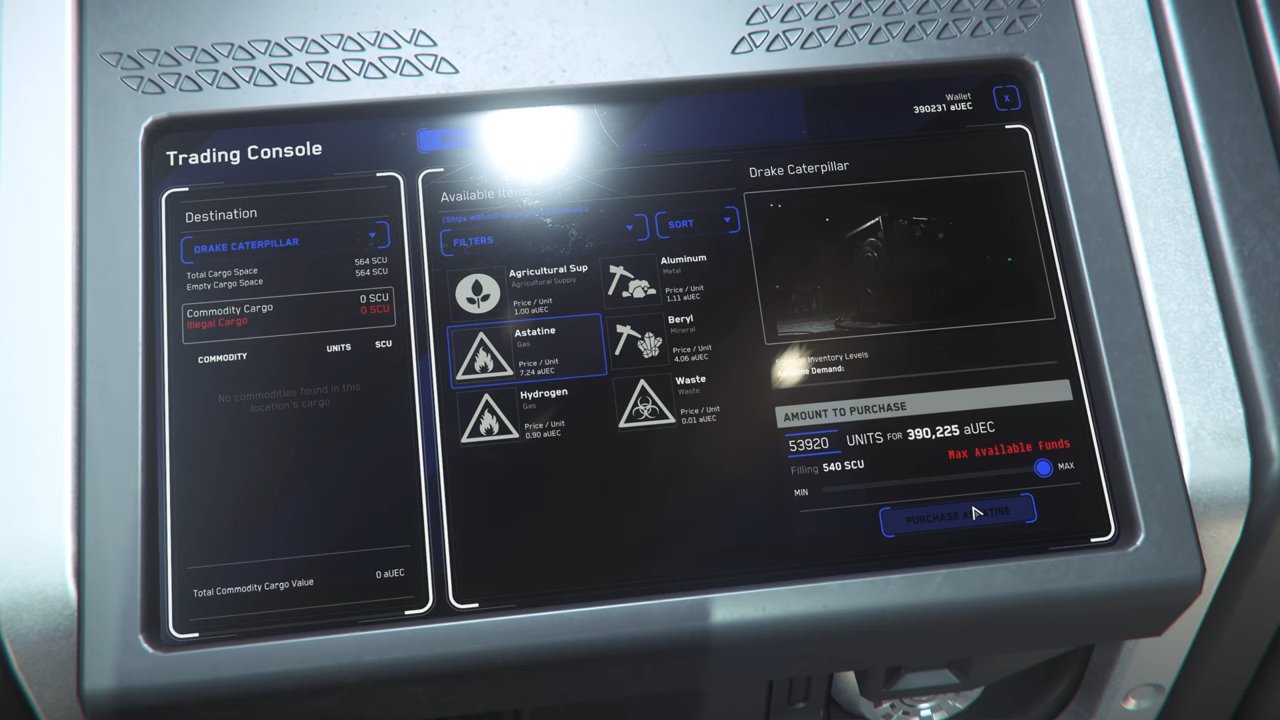 Wallet
390231 aUEC
X
Trading Console
Destination
DRAKE CATERPILLAR
Total Cargo Space 564 SCU
Empty Cargo Space 564 SCU
Commodity Cargo 0 SCU
Illegal Cargo 0 SCU
COMMODITY UNITS SCU
No commodities found in this
location's cargo
Total Commodity Cargo Value 0 aUEC
Available Items
(Ships without
FILTERS
SORT
Agricultural Sup
Agricultural Supply
Price / Unit
1.00 aUEC
Aluminum
Metal
Price / Unit
1.11 aUEC
Astatine
Gas
Price / Unit
7.24 aUEC
Beryl
Mineral
Price / Unit
4.06 aUEC
Hydrogen
Gas
Price / Unit
0.90 aUEC
Waste
Waste
Price / Unit
0.01 aUEC
Drake Caterpillar
Inventory Levels
Demand:
AMOUNT TO PURCHASE
53920 UNITS FOR 390,225 aUEC
Max Available Funds
Filling 540 SCU
MIN MAX
PURCHASE ASTATINE